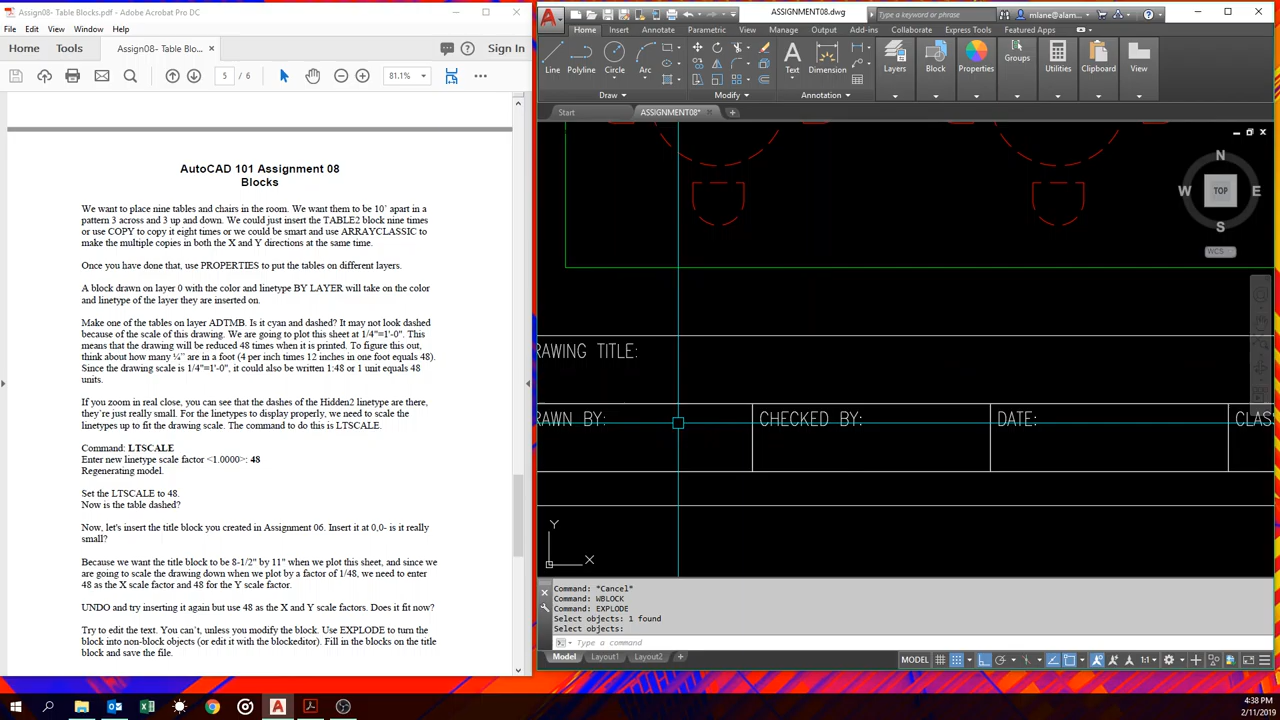 Assign08- Table Blocks.pdf - Adobe Acrobat Pro DC
File Edit View Window Help
Home Tools Assign08- Table Blo... × Sign In
5 / 6 81.1%
AutoCAD 101 Assignment 08
Blocks
We want to place nine tables and chairs in the room. We want them to be 10` apart in a
pattern 3 across and 3 up and down. We could just insert the TABLE2 block nine times
or use COPY to copy it eight times or we could be smart and use ARRAYCLASSIC to
make the multiple copies in both the X and Y directions at the same time.
Once you have done that, use PROPERTIES to put the tables on different layers.
A block drawn on layer 0 with the color and linetype BY LAYER will take on the color
and linetype of the layer they are inserted on.
Make one of the tables on layer ADTMB. Is it cyan and dashed? It may not look dashed
because of the scale of this drawing. We are going to plot this sheet at 1/4"=1'-0". This
means that the drawing will be reduced 48 times when it is printed. To figure this out,
think about how many ¼" are in a foot (4 per inch times 12 inches in one foot equals 48).
Since the drawing scale is 1/4"=1'-0", it could also be written 1:48 or 1 unit equals 48
units.
If you zoom in real close, you can see that the dashes of the Hidden2 linetype are there,
they're just really small. For the linetypes to display properly, we need to scale the
linetypes up to fit the drawing scale. The command to do this is LTSCALE.
Command: LTSCALE
Enter new linetype scale factor <1.0000>: 48
Regenerating model.
Set the LTSCALE to 48.
Now is the table dashed?
Now, let's insert the title block you created in Assignment 06. Insert it at 0,0- is it really
small?
Because we want the title block to be 8-1/2" by 11" when we plot this sheet, and since we
are going to scale the drawing down when we plot by a factor of 1/48, we need to enter
48 as the X scale factor and 48 for the Y scale factor.
UNDO and try inserting it again but use 48 as the X and Y scale factors. Does it fit now?
Try to edit the text. You can't, unless you modify the block. Use EXPLODE to turn the
block into non-block objects (or edit it with the blockeditor). Fill in the blocks on the title
block and save the file.
ASSIGNMENT08.dwg Type a keyword or phrase mlane@alam...
Home Insert Annotate Parametric View Manage Output Add-ins Collaborate Express Tools Featured Apps
Line Polyline Circle Arc Text Dimension Layers Block Properties Groups Utilities Clipboard View
Draw Modify Annotation
Start ASSIGNMENT08*
N
W TOP E
S
WCS
RAWING TITLE:
RAWN BY: CHECKED BY: DATE: CLAS
Y
X
Command: *Cancel*
Command: WBLOCK
Command: EXPLODE
Select objects: 1 found
Select objects:
Type a command
Model Layout1 Layout2 + MODEL 1:1
4:38 PM
2/11/2019